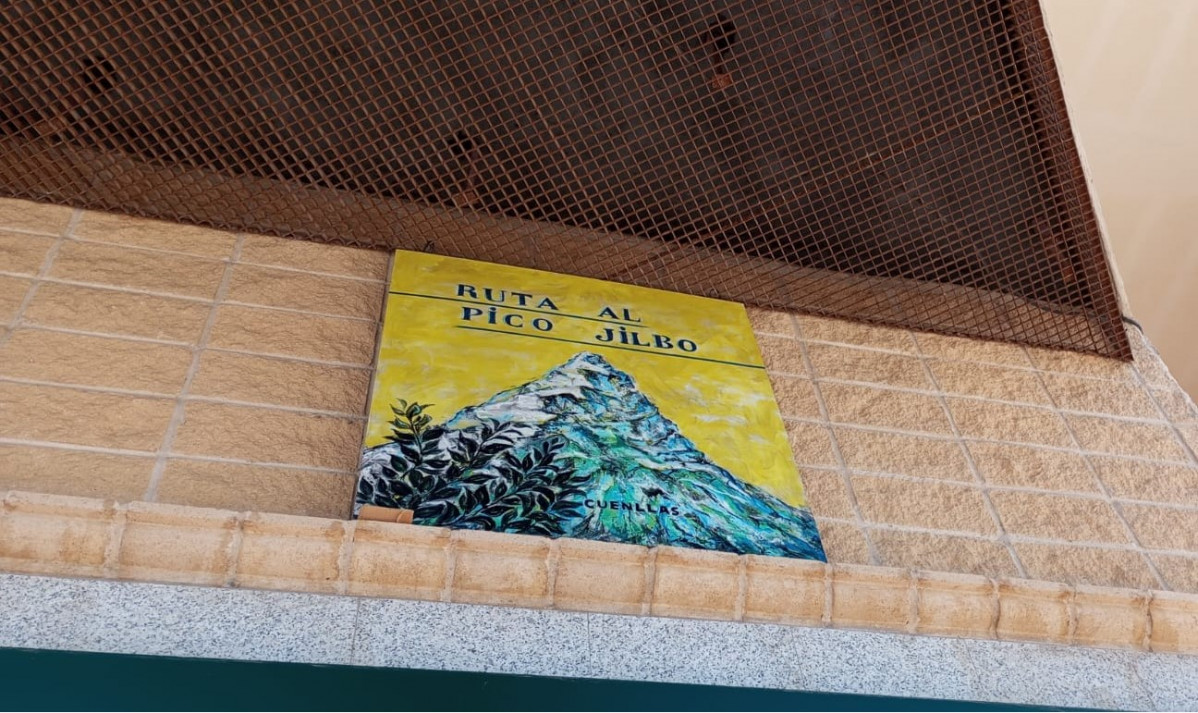 RUTA AL
PiCO JiLBO
CUENLLAS